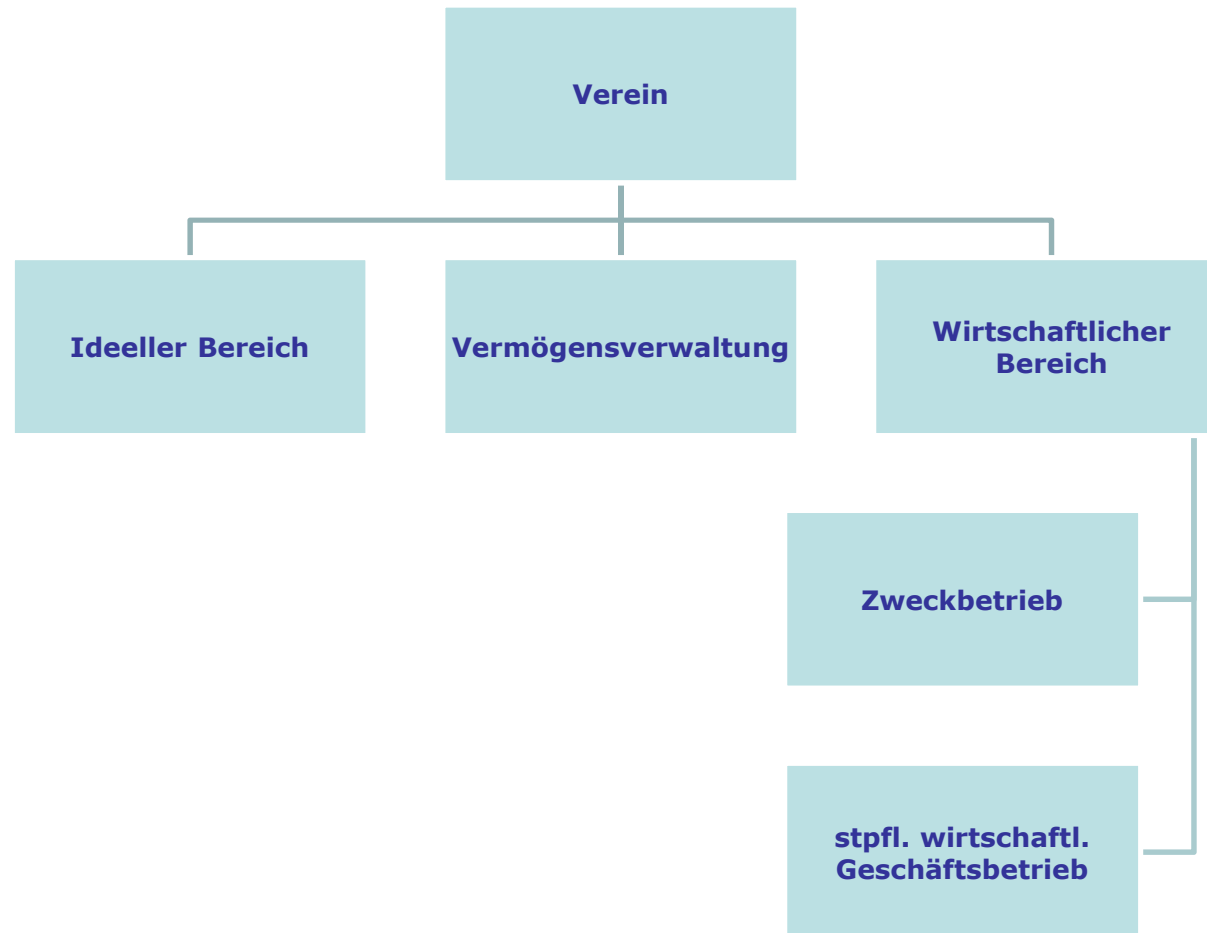 Verein
Ideeller Bereich
Vermögensverwaltung
Wirtschaftlicher
Bereich
Zweckbetrieb
stpfl. wirtschaftl.
Geschäftsbetrieb